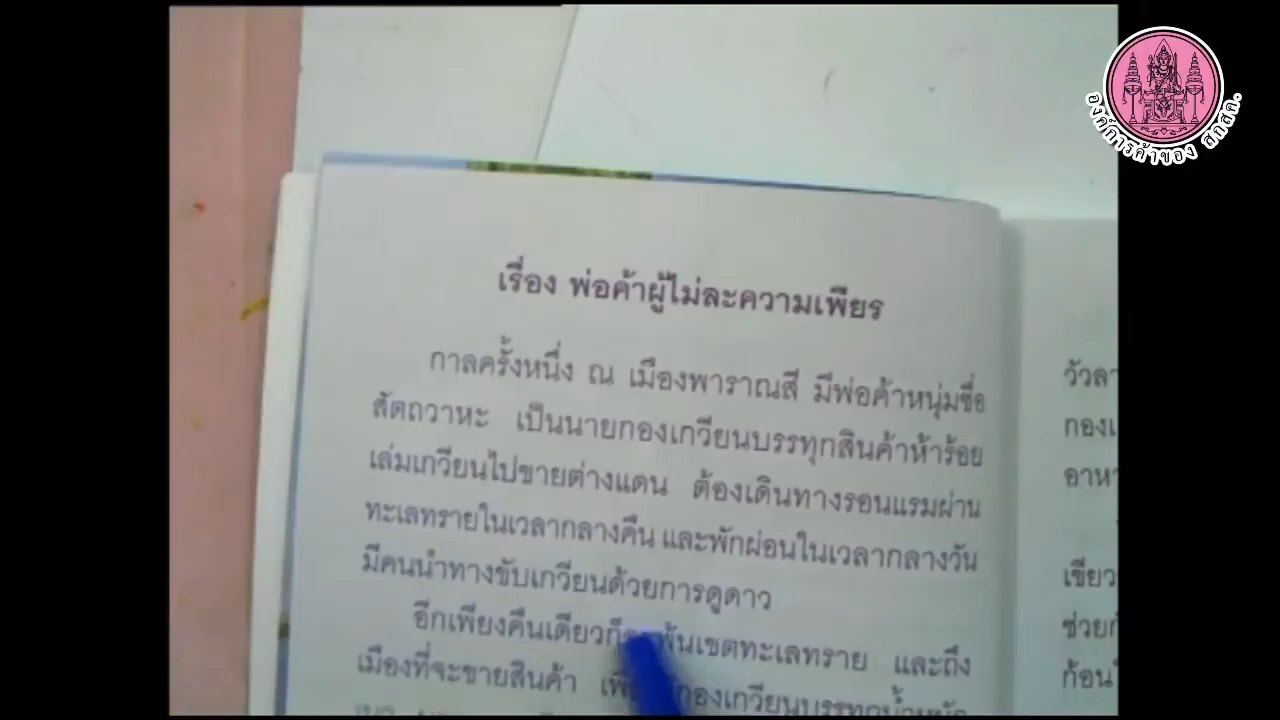 องค์การค้าของ สกสค.
เรื่อง พ่อค้าผู้ไม่ละความเพียร
กาลครั้งหนึ่ง ณ เมืองพาราณสี มีพ่อค้าหนุ่มชื่อ
สัตถวาหะ เป็นนายกองเกวียนบรรทุกสินค้าห้าร้อย
เล่มเกวียนไปขายต่างแดน ต้องเดินทางรอนแรมผ่าน
ทะเลทรายในเวลากลางคืน และพักผ่อนในเวลากลางวัน
มีคนนำทางขับเกวียนด้วยการดูดาว
อีกเพียงคืนเดียว พ้นเขตทะเลทราย และถึง
เมืองที่จะขายสินค้า กองเกวียนบรรทุกน้ำหนัก
วัวลา
กองเ
อาหา
เขียว
ช่วยก
ก้อนใ